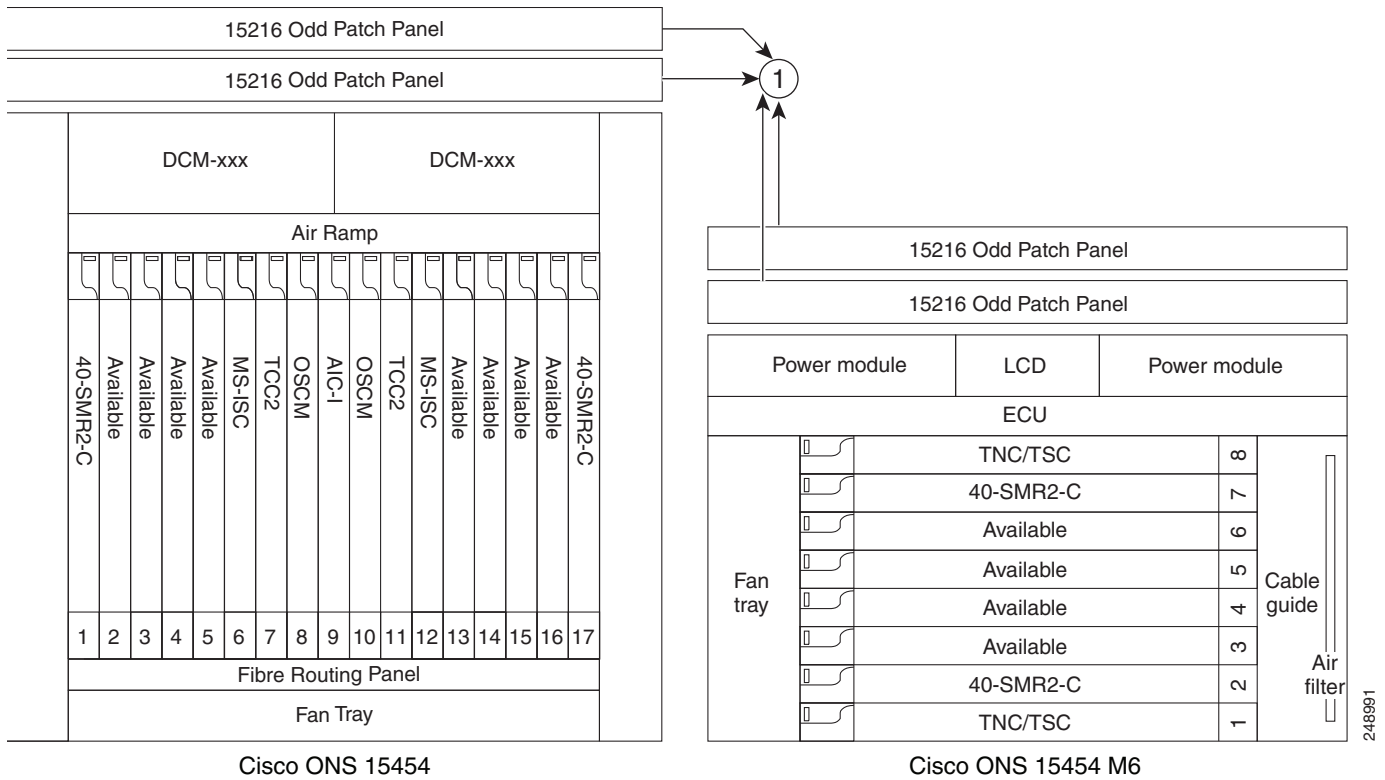 15216 Odd Patch Panel
15216 Odd Patch Panel
1
DCM-xxx
DCM-xxx
Air Ramp
40-SMR2-C
Available
Available
Available
Available
MS-ISC
TCC2
OSCM
AIC-I
OSCM
TCC2
MS-ISC
Available
Available
Available
Available
40-SMR2-C
1 2 3 4 5 6 7 8 9 10 11 12 13 14 15 16 17
Fibre Routing Panel
Fan Tray
Cisco ONS 15454
15216 Odd Patch Panel
15216 Odd Patch Panel
Power module
LCD
Power module
ECU
Fan
tray
TNC/TSC 8
40-SMR2-C 7
Available 6
Available 5
Available 4
Available 3
40-SMR2-C 2
TNC/TSC 1
Cable
guide
Air
filter
Cisco ONS 15454 M6
248991